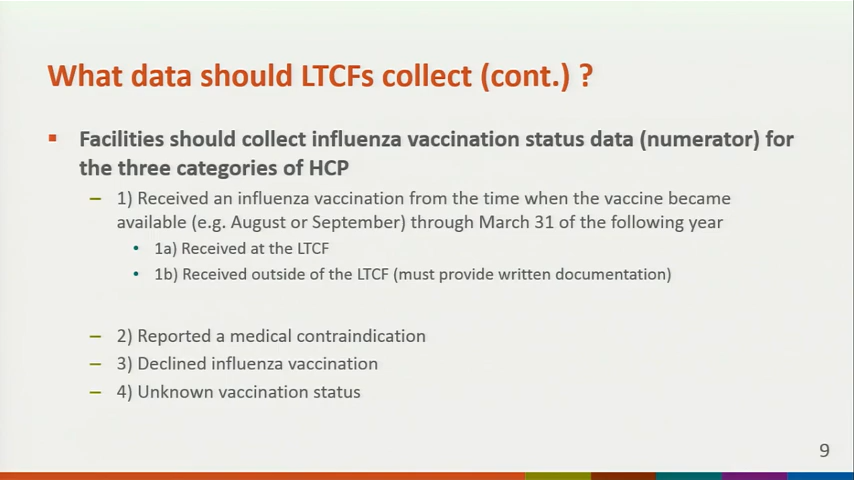 What data should LTCFs collect (cont.) ?
▪ Facilities should collect influenza vaccination status data (numerator) for
the three categories of HCP
– 1) Received an influenza vaccination from the time when the vaccine became
available (e.g. August or September) through March 31 of the following year
• 1a) Received at the LTCF
• 1b) Received outside of the LTCF (must provide written documentation)
– 2) Reported a medical contraindication
– 3) Declined influenza vaccination
– 4) Unknown vaccination status
9